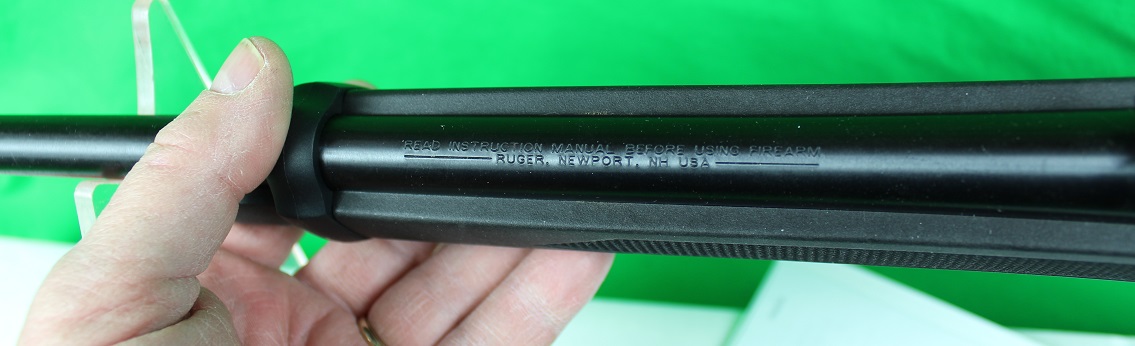 READ INSTRUCTION MANUAL BEFORE USING FIREARM
RUGER, NEWPORT, NH USA